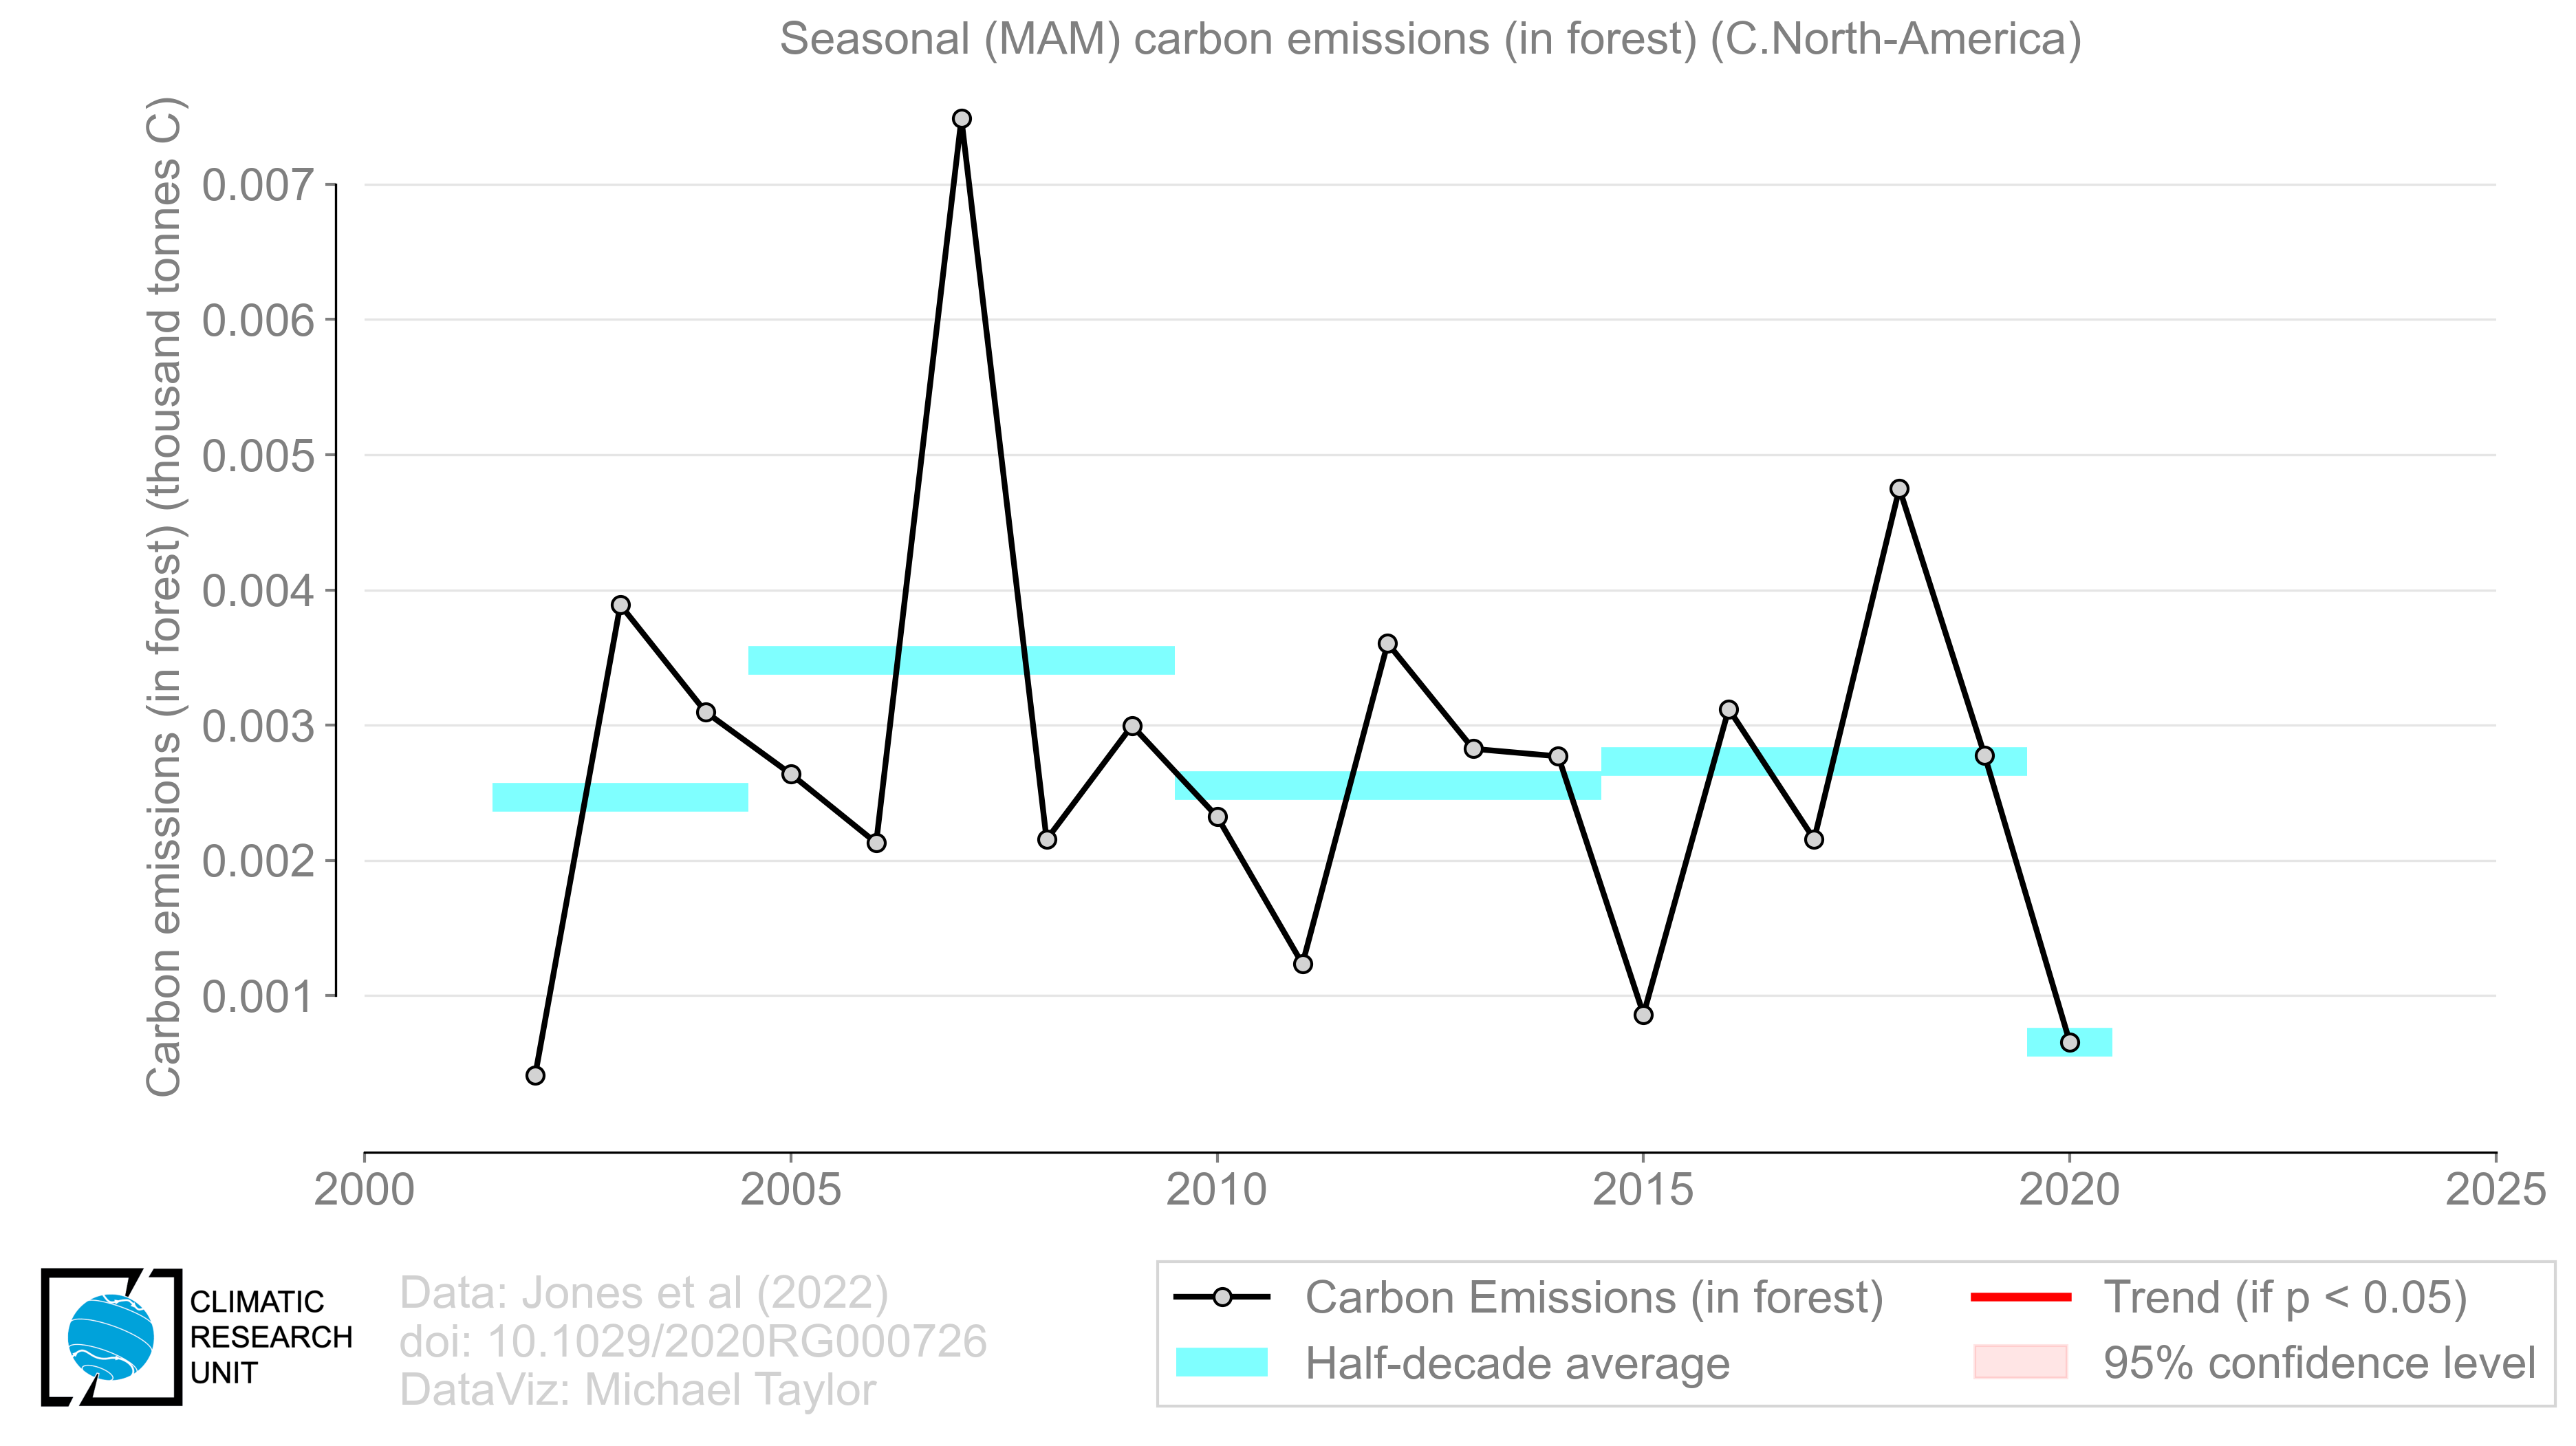 Seasonal (MAM) carbon emissions (in forest) (C.North-America)
Carbon emissions (in forest) (thousand tonnes C)
0.007
0.006
0.005
0.004
0.003
0.002
0.001
2000
2005
2010
2015
2020
2025
CLIMATIC
RESEARCH
UNIT
Data: Jones et al (2022)
doi: 10.1029/2020RG000726
DataViz: Michael Taylor
Carbon Emissions (in forest)
Half-decade average
Trend (if p < 0.05)
95% confidence level